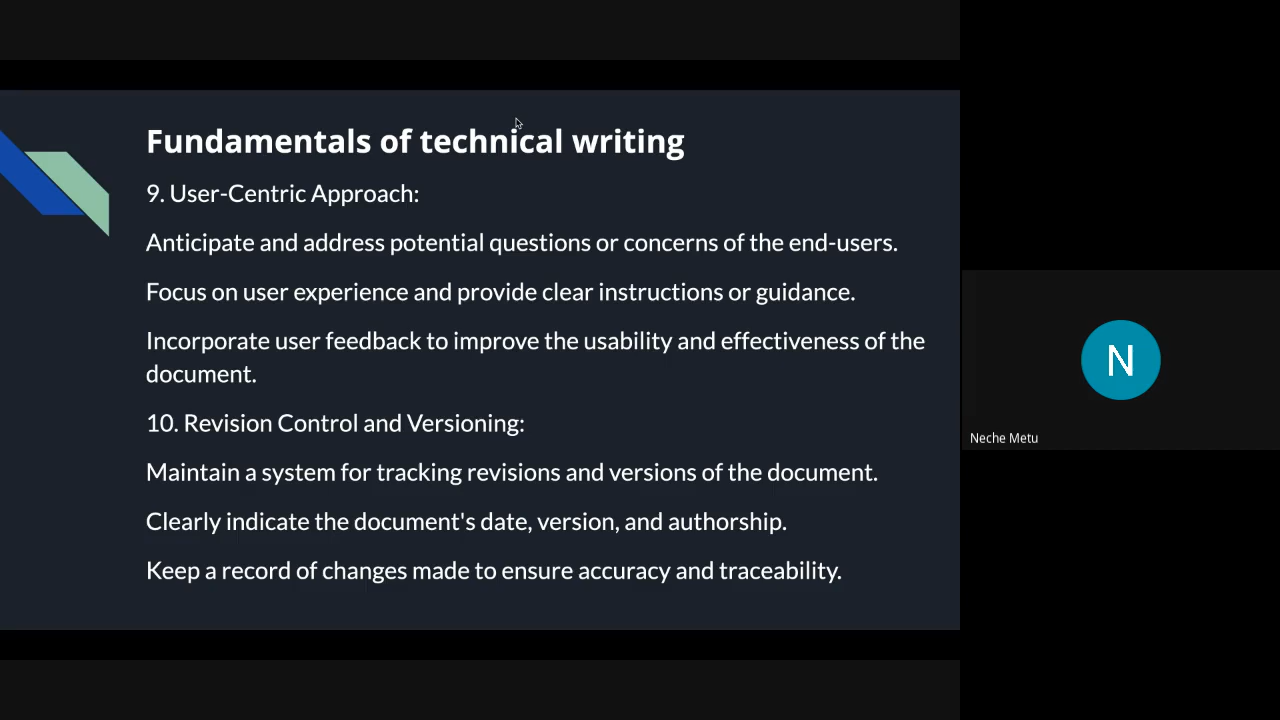 Fundamentals of technical writing
9. User-Centric Approach:
Anticipate and address potential questions or concerns of the end-users.
Focus on user experience and provide clear instructions or guidance.
Incorporate user feedback to improve the usability and effectiveness of the
document.
10. Revision Control and Versioning:
Maintain a system for tracking revisions and versions of the document.
Clearly indicate the document's date, version, and authorship.
Keep a record of changes made to ensure accuracy and traceability.
N
Neche Metu